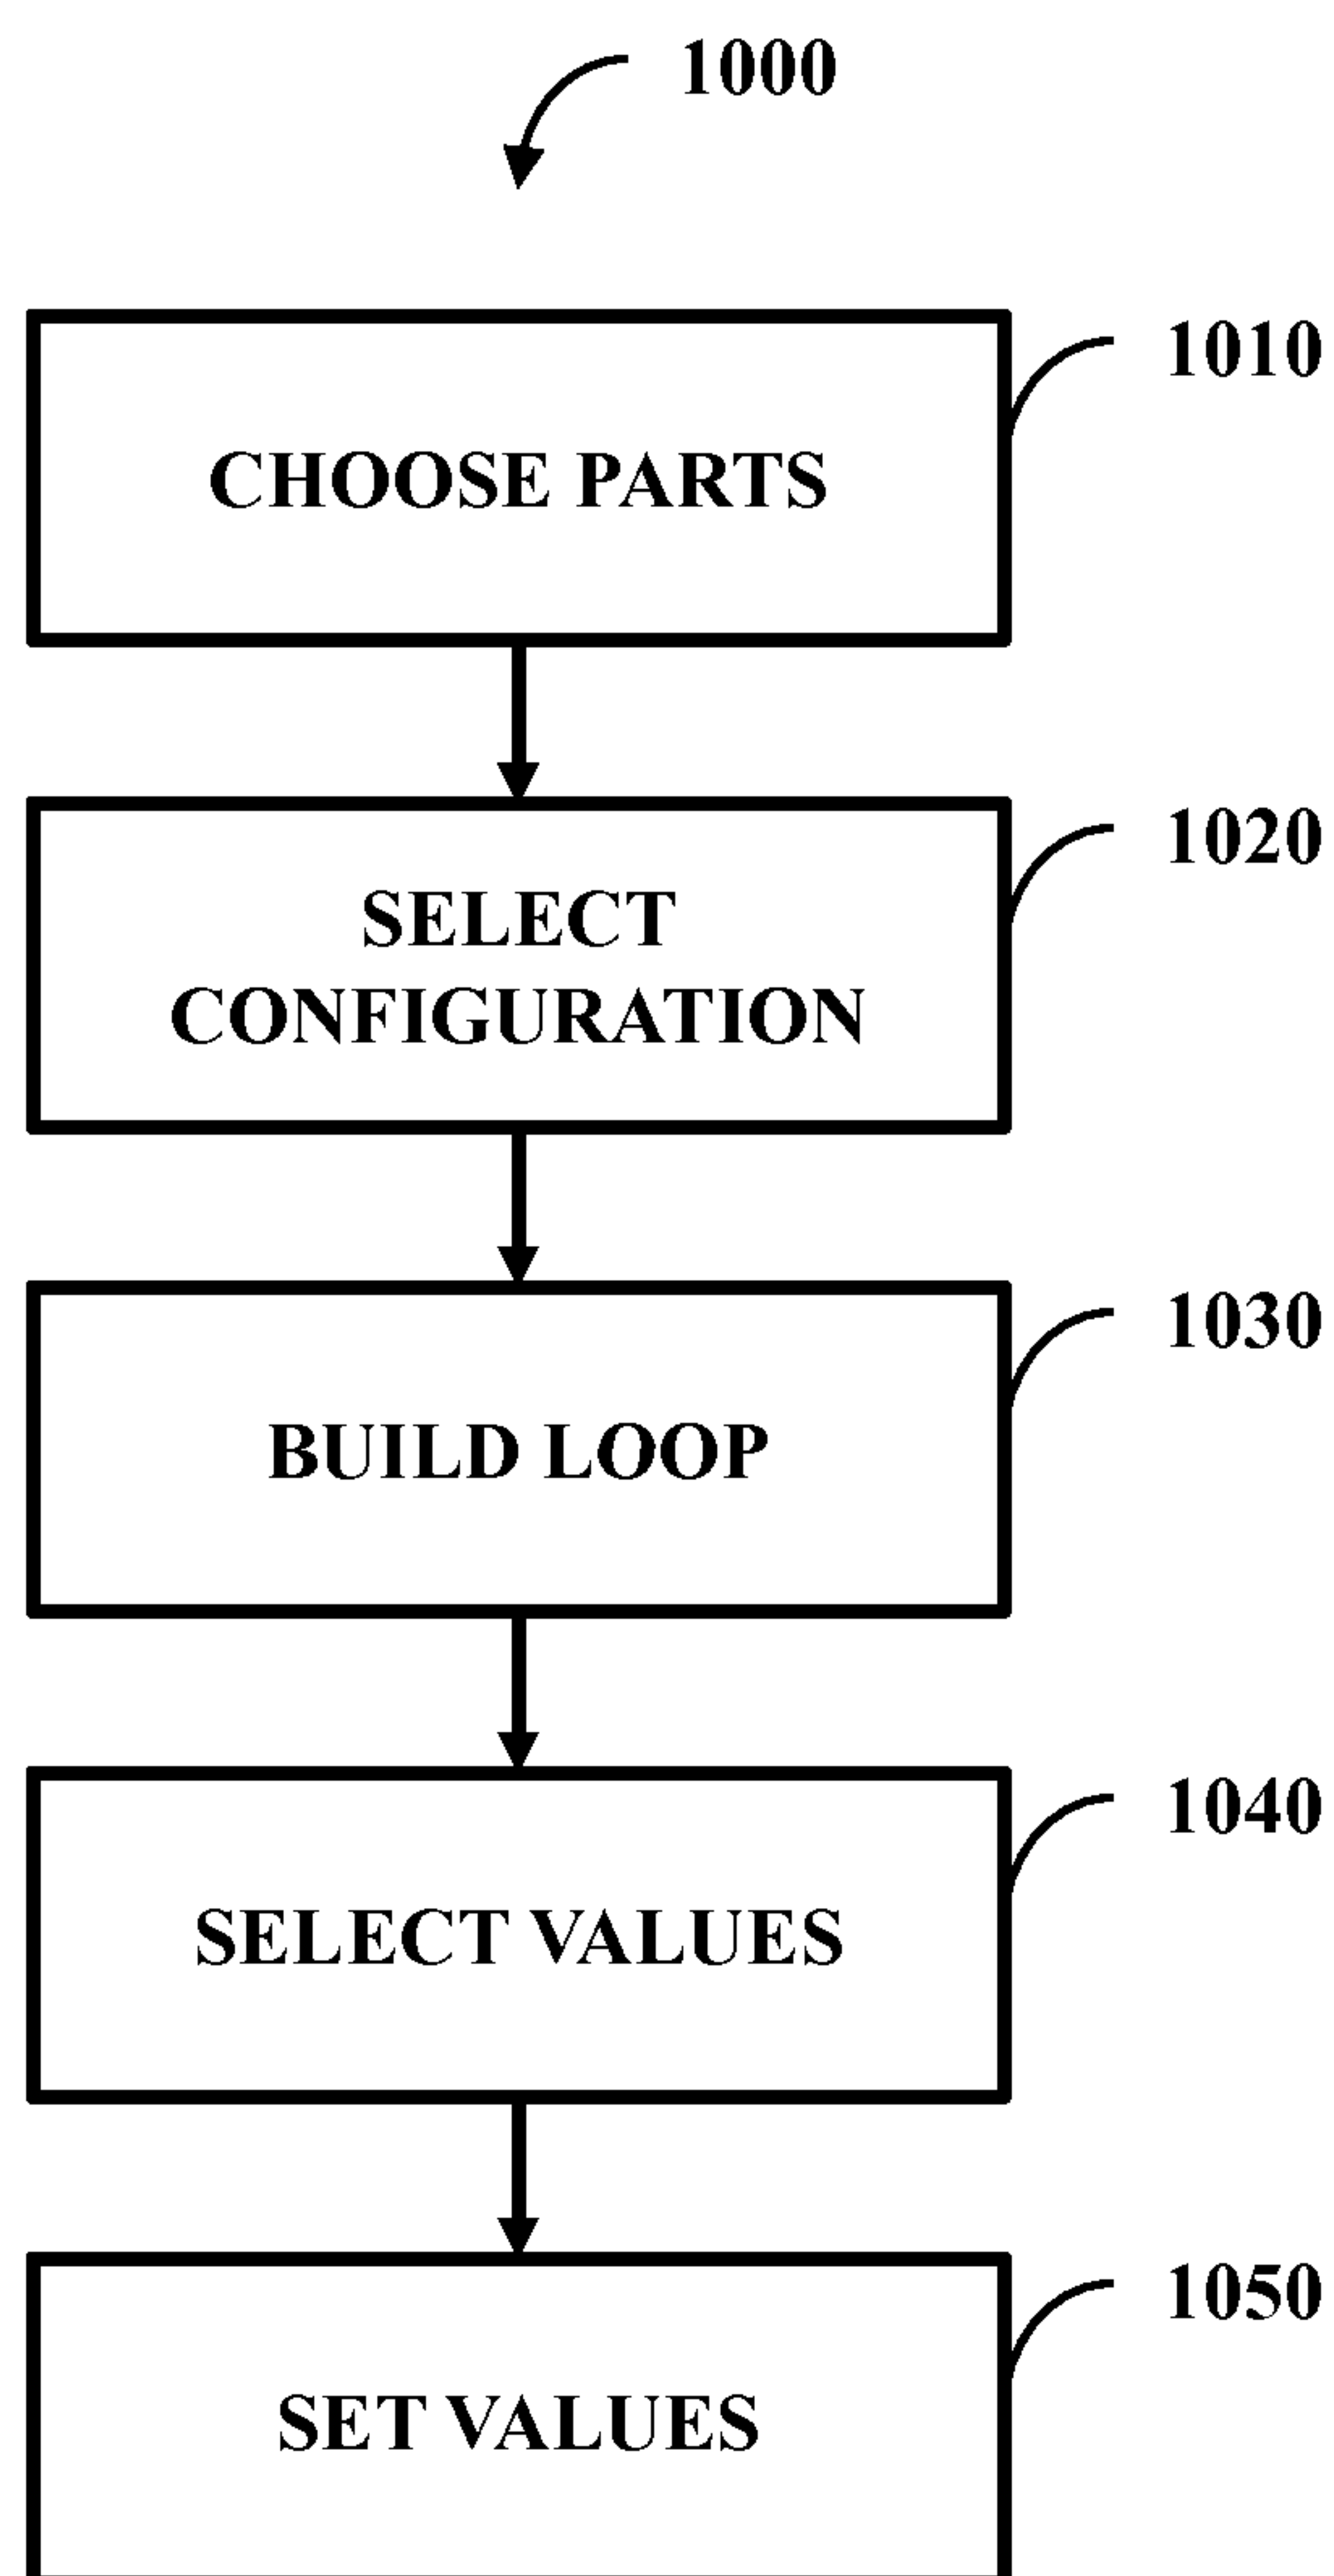 1000
1010
CHOOSE PARTS
1020
SELECT
CONFIGURATION
1030
BUILD LOOP
1040
SELECT VALUES
1050
SET VALUES